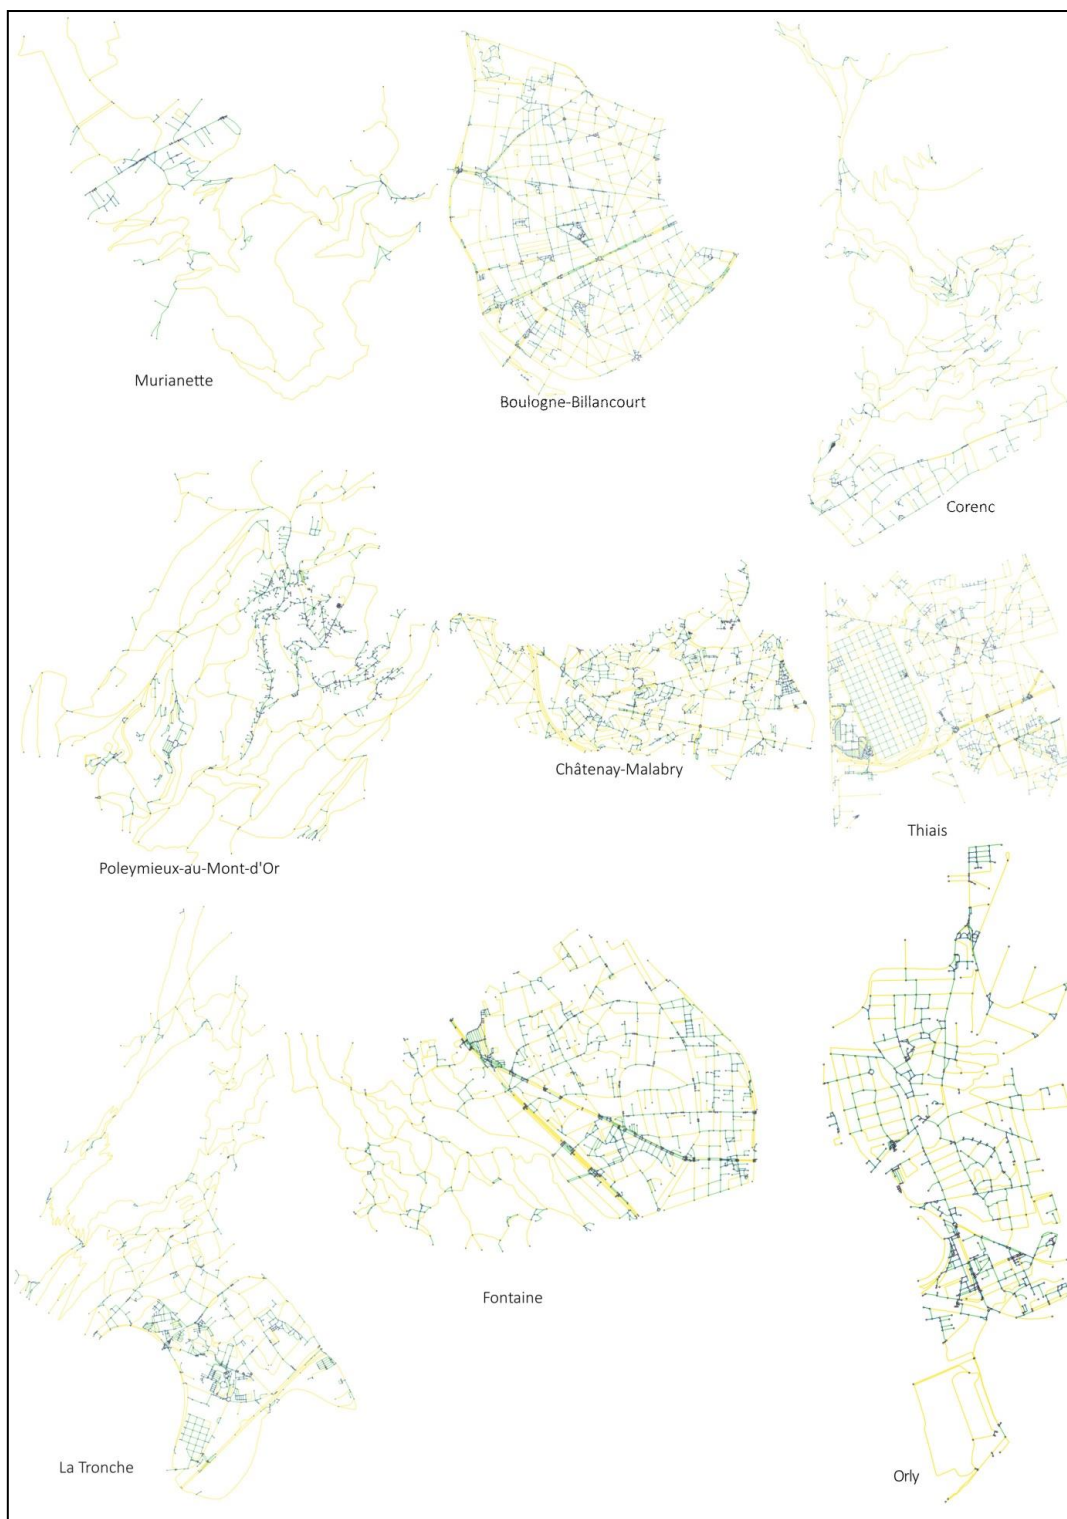 Murianette
Boulogne-Billancourt
Corenc
Poleymieux-au-Mont-d'Or
Châtenay-Malabry
Thiais
La Tronche
Fontaine
Orly